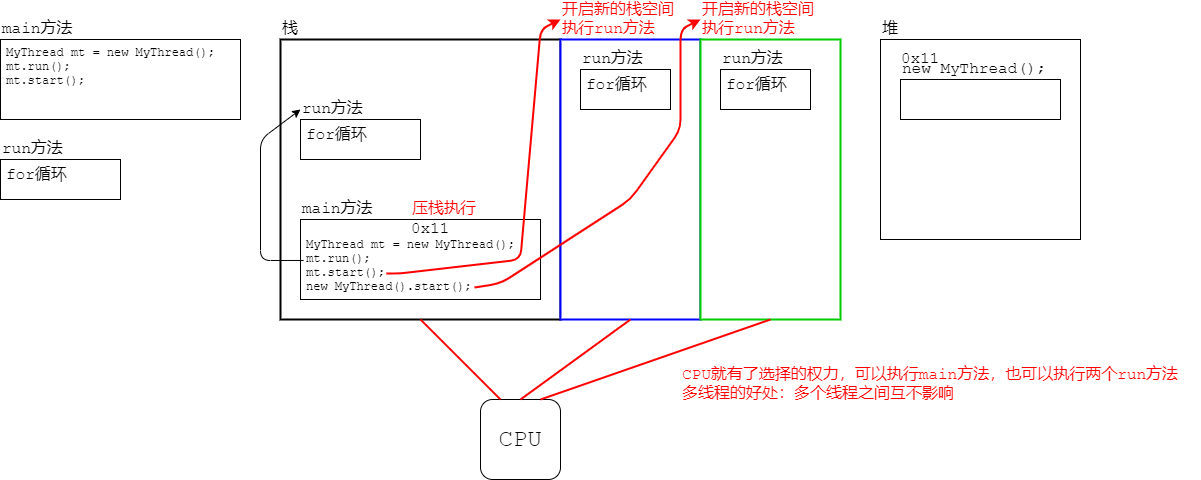 main方法
MyThread mt = new MyThread();
mt.run();
mt.start();
run方法
for循环
栈
开启新的栈空间
执行run方法
开启新的栈空间
执行run方法
run方法
for循环
run方法
for循环
run方法
for循环
main方法
压栈执行
0x11
MyThread mt = new MyThread();
mt.run();
mt.start();
new MyThread().start();
堆
0x11
new MyThread();
CPU就有了选择的权力，可以执行main方法，也可以执行两个run方法
多线程的好处：多个线程之间互不影响
CPU